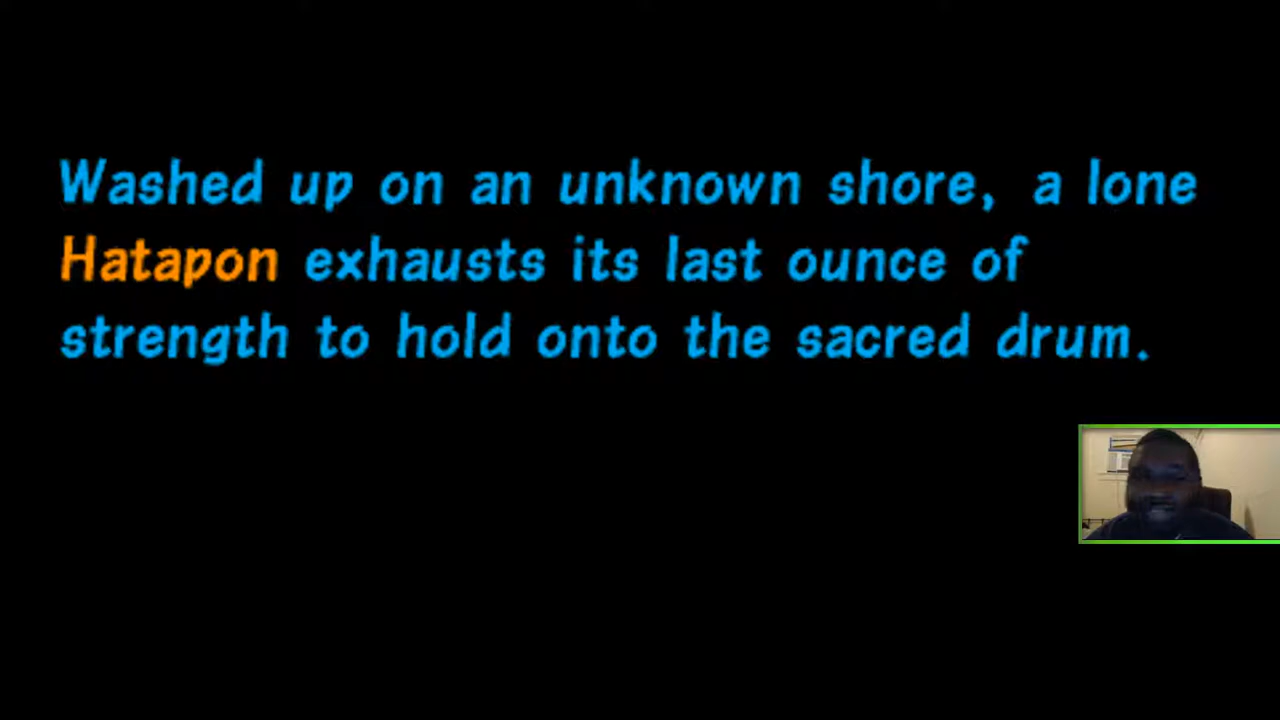 Washed up on an unknown shore, a lone
Hatapon exhausts its last ounce of
strength to hold onto the sacred drum.